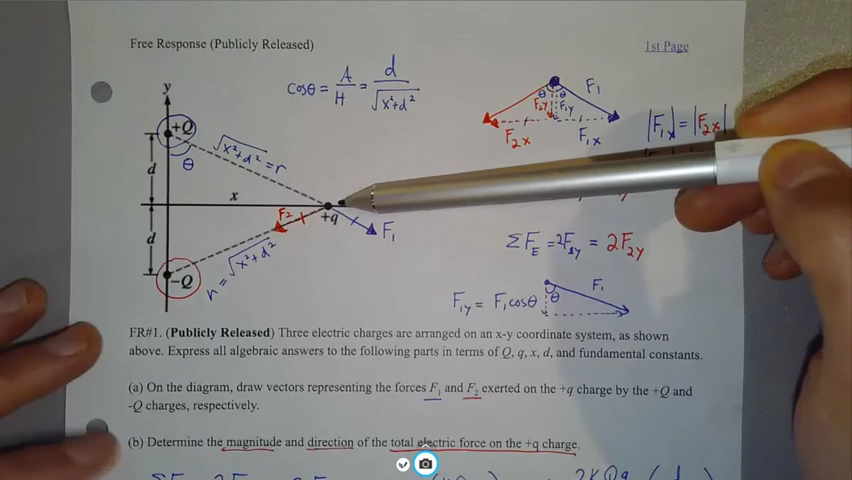 Free Response (Publicly Released)
1st Page
cosθ = A/H = d/√x²+d²
y
+Q
d
θ
√x²+d² = r
x
d
+q
F₂
F₁
-Q
r = √x²+d²
θ θ
F₁
F₂y F₁y
F₂x
F₁x
|F₁x| = |F₂x|
ΣF_E = 2F₁y = 2F₂y
F₁y = F₁cosθ
θ
F₁
FR#1. (Publicly Released) Three electric charges are arranged on an x-y coordinate system, as shown
above. Express all algebraic answers to the following parts in terms of Q, q, x, d, and fundamental constants.
(a) On the diagram, draw vectors representing the forces F₁ and F₂ exerted on the +q charge by the +Q and
-Q charges, respectively.
(b) Determine the magnitude and direction of the total electric force on the +q charge.